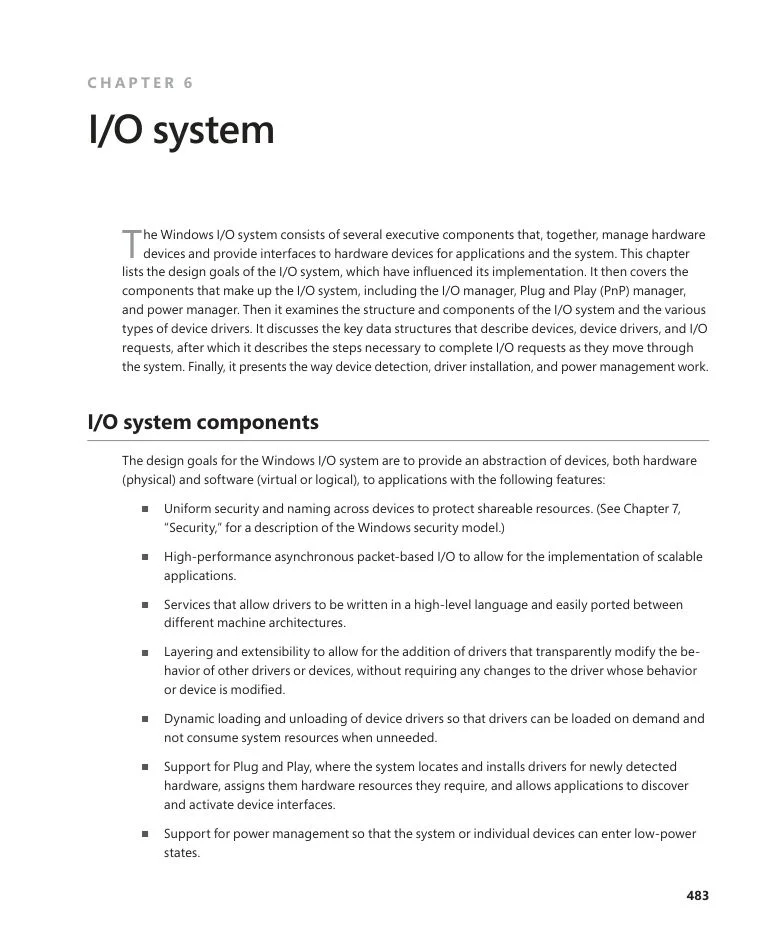 CHAPTER 6
I/O system
The Windows I/O system consists of several executive components that, together, manage hardware
devices and provide interfaces to hardware devices for applications and the system. This chapter
lists the design goals of the I/O system, which have influenced its implementation. It then covers the
components that make up the I/O system, including the I/O manager, Plug and Play (PnP) manager,
and power manager. Then it examines the structure and components of the I/O system and the various
types of device drivers. It discusses the key data structures that describe devices, device drivers, and I/O
requests, after which it describes the steps necessary to complete I/O requests as they move through
the system. Finally, it presents the way device detection, driver installation, and power management work.
I/O system components
The design goals for the Windows I/O system are to provide an abstraction of devices, both hardware
(physical) and software (virtual or logical), to applications with the following features:
■ Uniform security and naming across devices to protect shareable resources. (See Chapter 7,
“Security,” for a description of the Windows security model.)
■ High-performance asynchronous packet-based I/O to allow for the implementation of scalable
applications.
■ Services that allow drivers to be written in a high-level language and easily ported between
different machine architectures.
■ Layering and extensibility to allow for the addition of drivers that transparently modify the be-
havior of other drivers or devices, without requiring any changes to the driver whose behavior
or device is modified.
■ Dynamic loading and unloading of device drivers so that drivers can be loaded on demand and
not consume system resources when unneeded.
■ Support for Plug and Play, where the system locates and installs drivers for newly detected
hardware, assigns them hardware resources they require, and allows applications to discover
and activate device interfaces.
■ Support for power management so that the system or individual devices can enter low-power
states.
483